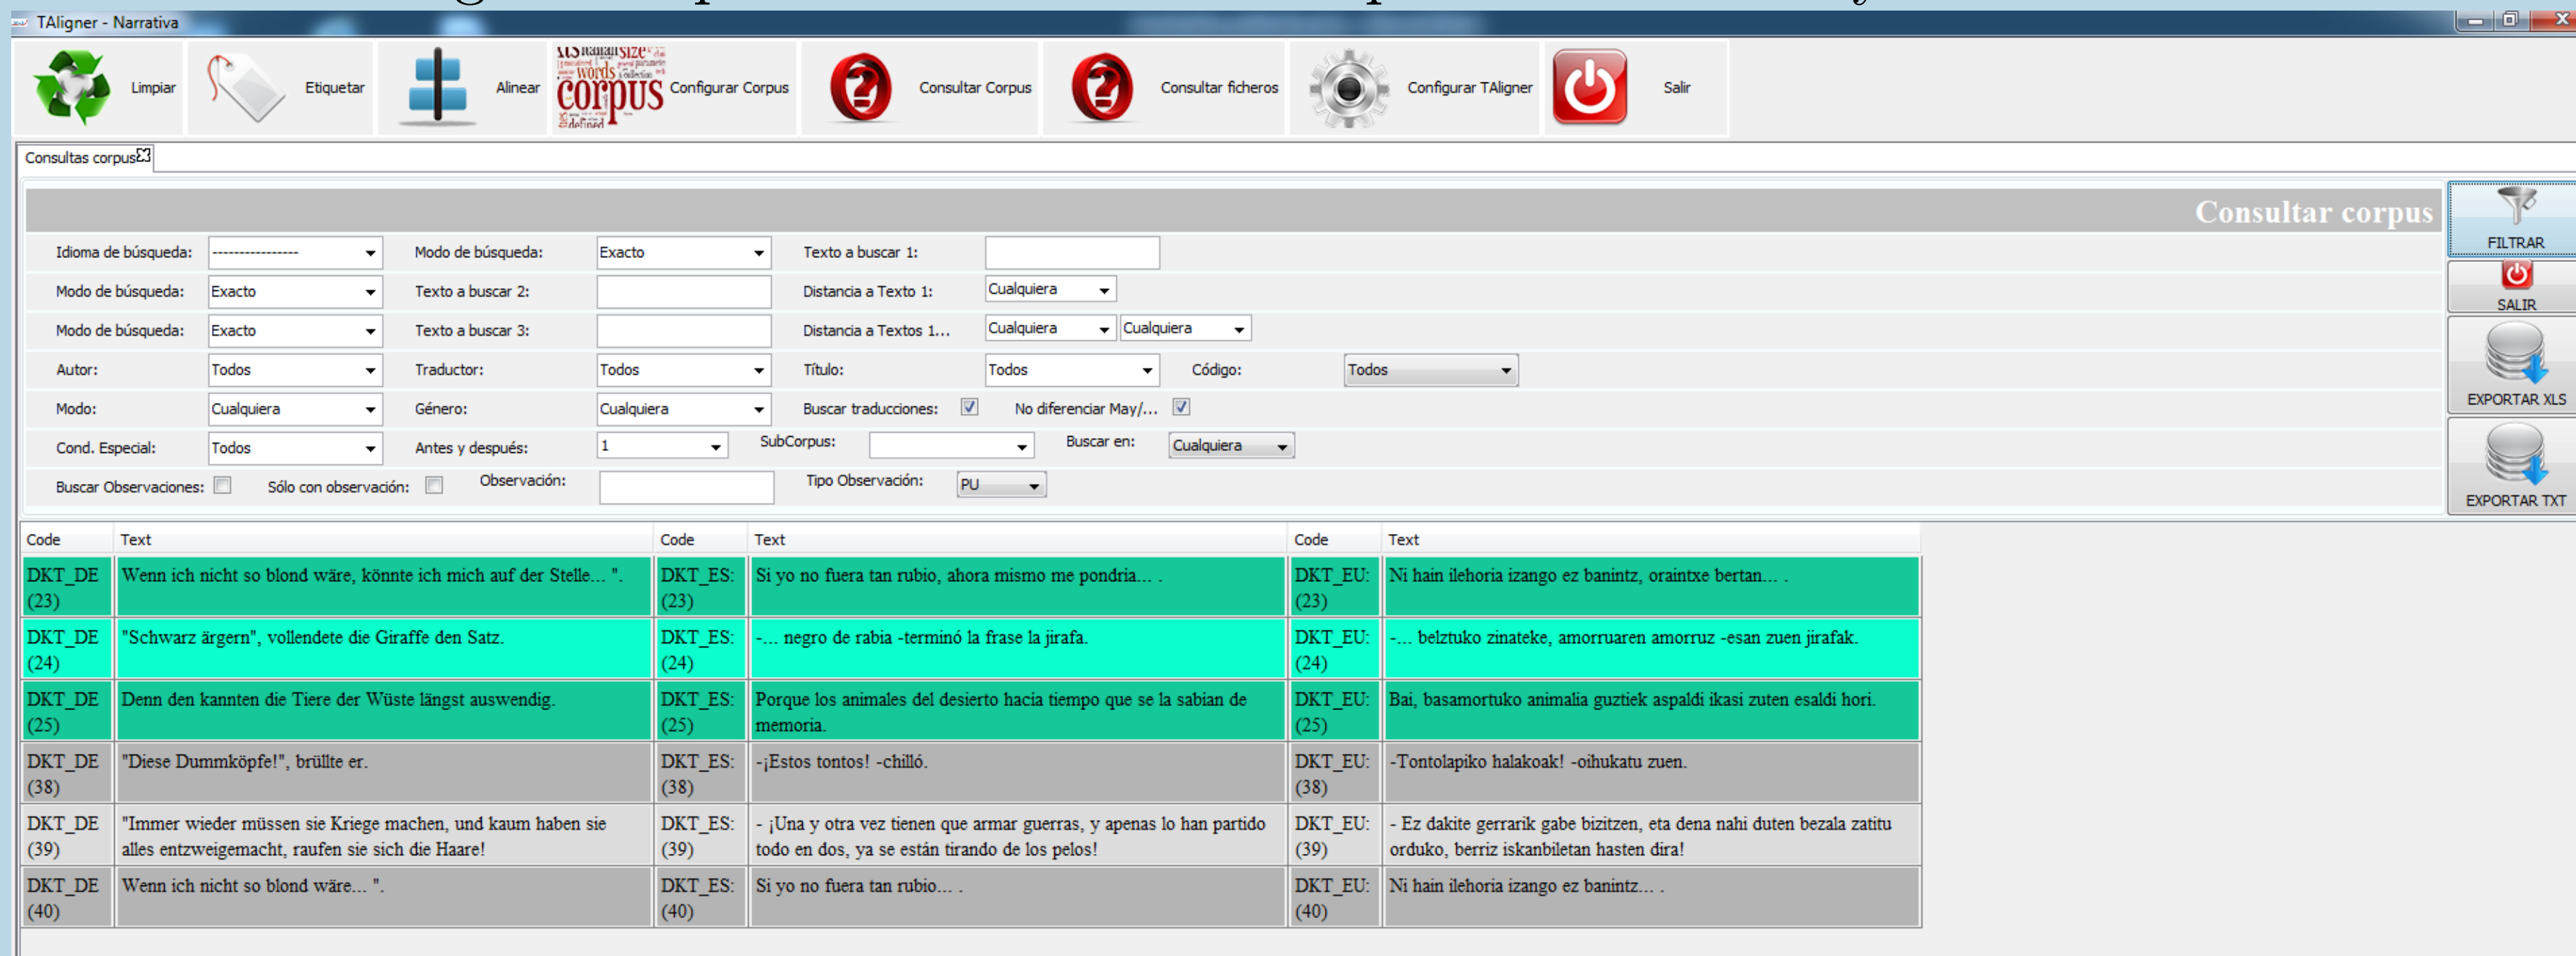 TAligner - Narrativa
Limpiar Etiquetar Alinear corpus Configurar Corpus Consultar Corpus Consultar ficheros Configurar TAligner Salir
Consultas corpus
Consultar corpus
Idioma de búsqueda: ---------------- Modo de búsqueda: Exacto Texto a buscar 1:
Modo de búsqueda: Exacto Texto a buscar 2: Distancia a Texto 1: Cualquiera
Modo de búsqueda: Exacto Texto a buscar 3: Distancia a Textos 1... Cualquiera Cualquiera
Autor: Todos Traductor: Todos Título: Todos Código: Todos
Modo: Cualquiera Género: Cualquiera Buscar traducciones: No diferenciar May/...
Cond. Especial: Todos Antes y después: 1 SubCorpus: Buscar en: Cualquiera
Buscar Observaciones: Sólo con observación: Observación: Tipo Observación: PU
FILTRAR
SALIR
EXPORTAR XLS
EXPORTAR TXT
Code Text Code Text Code Text
DKT_DE Wenn ich nicht so blond wäre, könnte ich mich auf der Stelle... ". DKT_ES: Si yo no fuera tan rubio, ahora mismo me pondria... . DKT_EU: Ni hain ilehoria izango ez banintz, oraintxe bertan... .
(23) (23) (23)
DKT_DE "Schwarz ärgern", vollendete die Giraffe den Satz. DKT_ES: -... negro de rabia -terminó la frase la jirafa. DKT_EU: -... belztuko zinateke, amorruaren amorruz -esan zuen jirafak.
(24) (24) (24)
DKT_DE Denn den kannten die Tiere der Wüste längst auswendig. DKT_ES: Porque los animales del desierto hacia tiempo que se la sabian de DKT_EU: Bai, basamortuko animalia guztiek aspaldi ikasi zuten esaldi hori.
(25) (25) memoria. (25)
DKT_DE "Diese Dummköpfe!", brüllte er. DKT_ES: -¡Estos tontos! -chilló. DKT_EU: -Tontolapiko halakoak! -oihukatu zuen.
(38) (38) (38)
DKT_DE "Immer wieder müssen sie Kriege machen, und kaum haben sie DKT_ES: - ¡Una y otra vez tienen que armar guerras, y apenas lo han partido DKT_EU: - Ez dakite gerrarik gabe bizitzen, eta dena nahi duten bezala zatitu
(39) alles entzweigemacht, raufen sie sich die Haare! (39) todo en dos, ya se están tirando de los pelos! (39) orduko, berriz iskanbiletan hasten dira!
DKT_DE Wenn ich nicht so blond wäre... ". DKT_ES: Si yo no fuera tan rubio... . DKT_EU: Ni hain ilehoria izango ez banintz... .
(40) (40) (40)